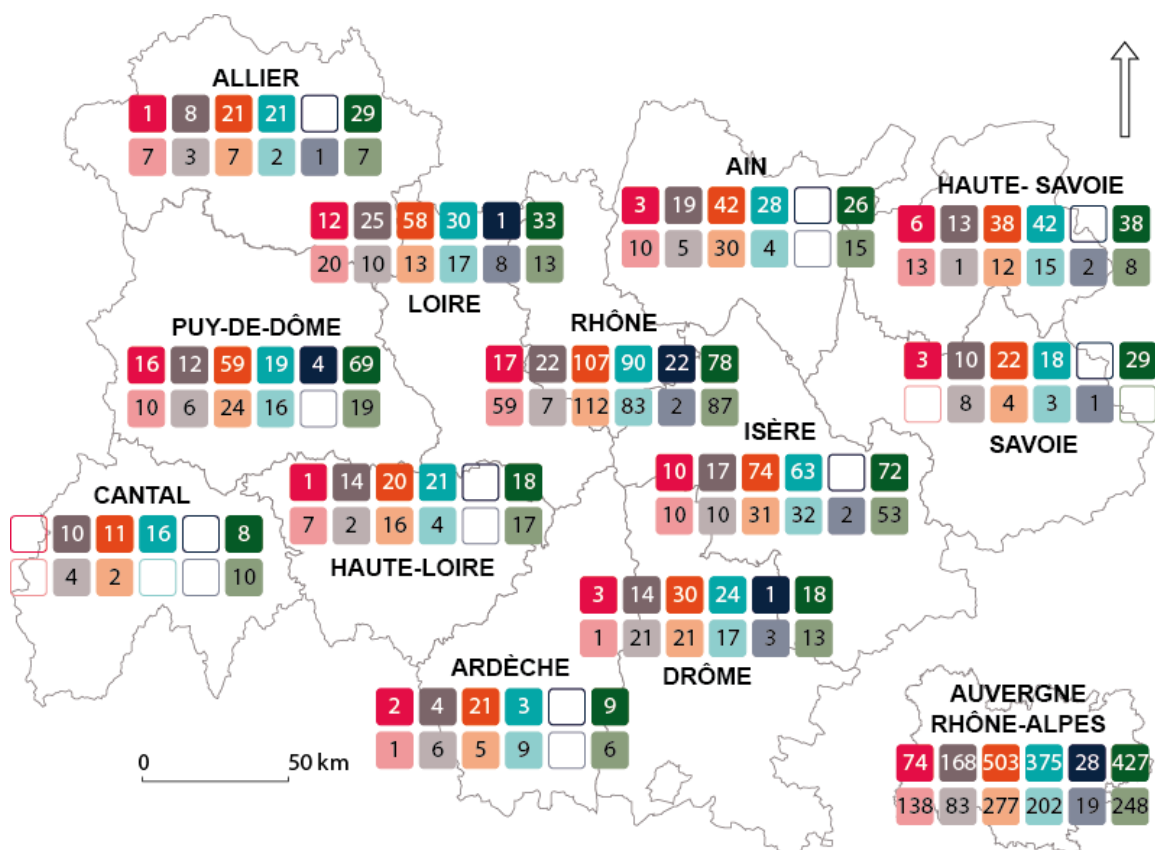 ALLIER
1 8 21 21 29
7 3 7 2 1 7
AIN
3 19 42 28 26
10 5 30 4 15
HAUTE- SAVOIE
6 13 38 42 38
13 1 12 15 2 8
12 25 58 30 1 33
20 10 13 17 8 13
LOIRE
PUY-DE-DÔME
16 12 59 19 4 69
10 6 24 16 19
RHÔNE
17 22 107 90 22 78
59 7 112 83 2 87
3 10 22 18 29
8 4 3 1
SAVOIE
ISÈRE
10 17 74 63 72
10 10 31 32 2 53
CANTAL
10 11 16 8
4 2 10
1 14 20 21 18
7 2 16 4 17
HAUTE-LOIRE
3 14 30 24 1 18
1 21 21 17 3 13
DRÔME
ARDÈCHE
2 4 21 3 9
1 6 5 9 6
0 50 km
AUVERGNE
RHÔNE-ALPES
74 168 503 375 28 427
138 83 277 202 19 248